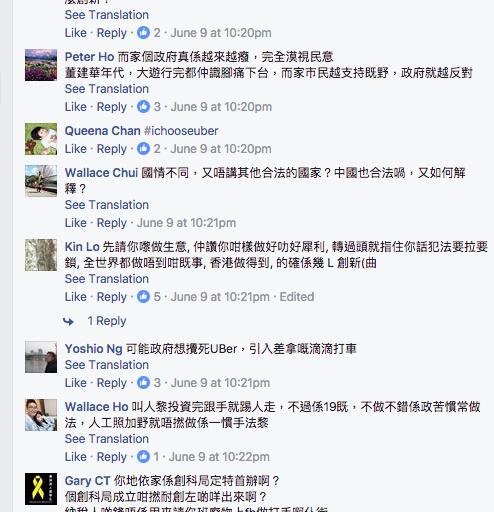 See Translation
Like · Reply · 2 · June 9 at 10:20pm
Peter Ho 而家個政府真係越來越癈，完全漠視民意
董建華年代，大遊行完都仲識腳痛下台，而家市民越支持既野，政府就越反對
See Translation
Like · Reply · 3 · June 9 at 10:20pm
Queena Chan #ichooseuber
Like · Reply · 2 · June 9 at 10:20pm
Wallace Chui 國情不同，又唔講其他合法的國家？中國也合法喎，又如何解
釋？
See Translation
Like · Reply · June 9 at 10:21pm
Kin Lo 先請你嚟做生意, 仲讚你咁樣做好叻好犀利, 轉過頭就指住你話犯法要拉要
鎖, 全世界都做唔到咁既事, 香港做得到, 的確係幾 L 創新(曲
See Translation
Like · Reply · 5 · June 9 at 10:21pm · Edited
1 Reply
Yoshio Ng 可能政府想攪死UBer，引入差拿嘅滴滴打車
See Translation
Like · Reply · 3 · June 9 at 10:21pm
Wallace Ho 叫人黎投資完跟手就踢人走，不過係19既，不做不錯係政苦慣常做
法，人工照加野就唔撚做係一慣手法黎
See Translation
Like · Reply · 1 · June 9 at 10:22pm
Gary CT 你地依家係創科局定特首辦啊？
個創科局成立咁撚耐創左啲咩出來啊？